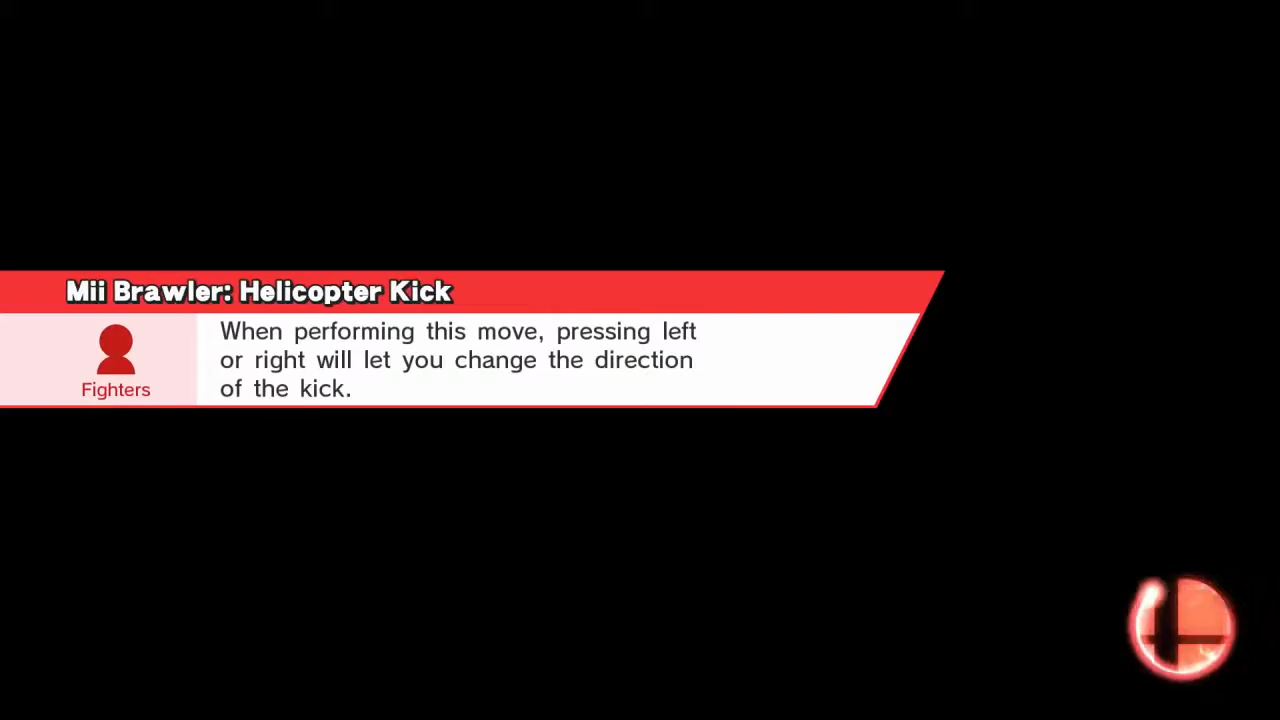 Mii Brawler: Helicopter Kick
When performing this move, pressing left
or right will let you change the direction
of the kick.
Fighters